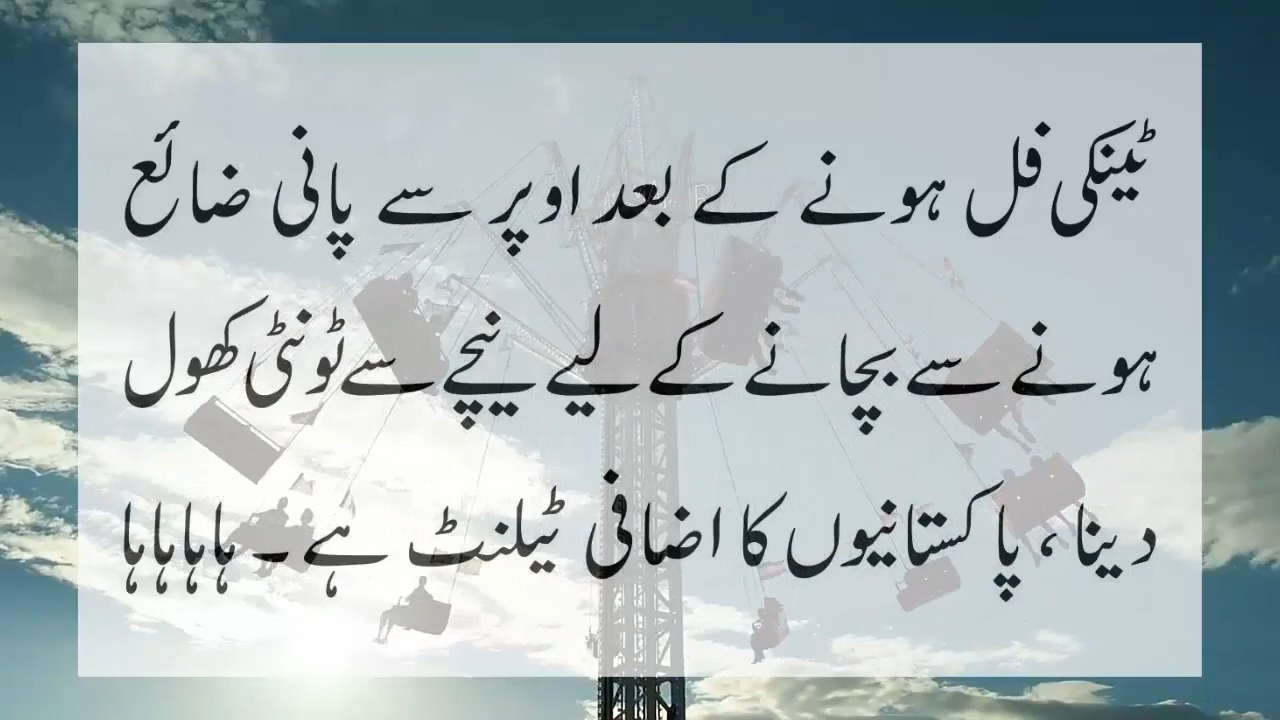 ٹینکی فل ہونے کے بعد اوپر سے پانی ضائع
ہونے سے بچانے کے لیے نیچے سے ٹونٹی کھول
دینا، پاکستانیوں کا اضافی ٹیلنٹ ہے۔ ہاہاہاہا